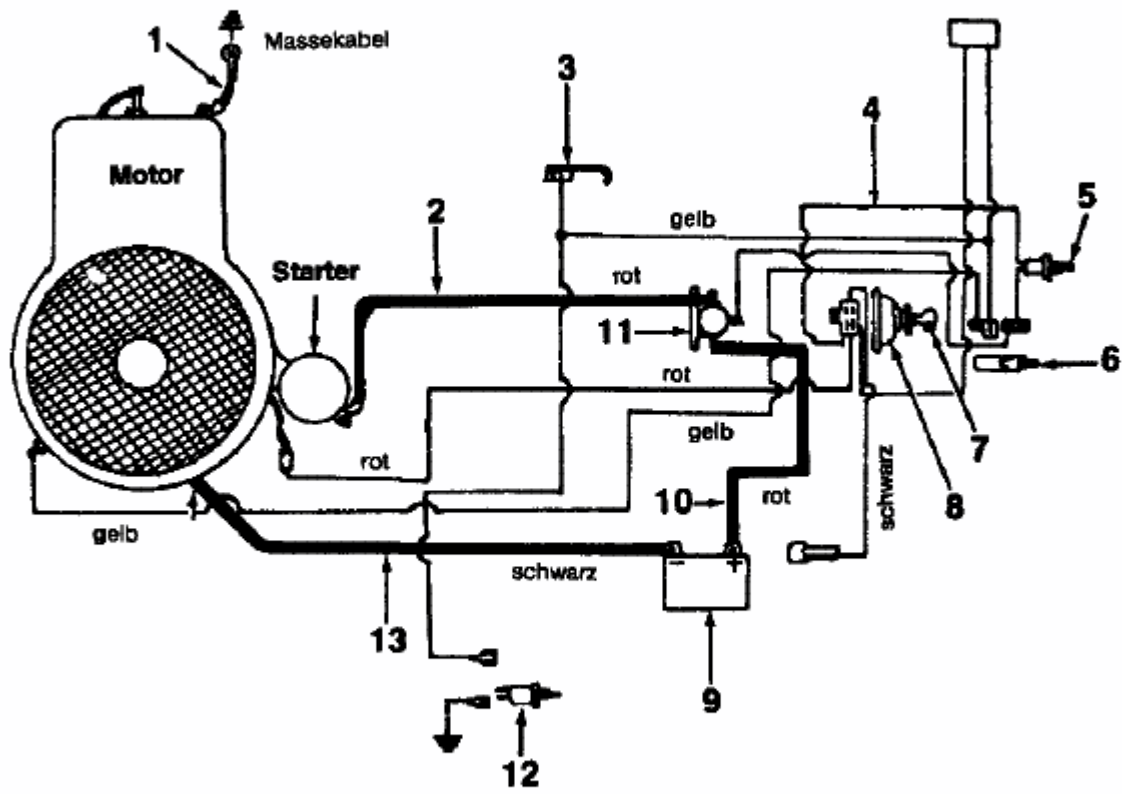 1
Massekabel
3
4
Motor
2
gelb
5
Starter
rot
11
6
rot
7
gelb
rot
8
10
rot
schwarz
gelb
schwarz
- +
13
9
12